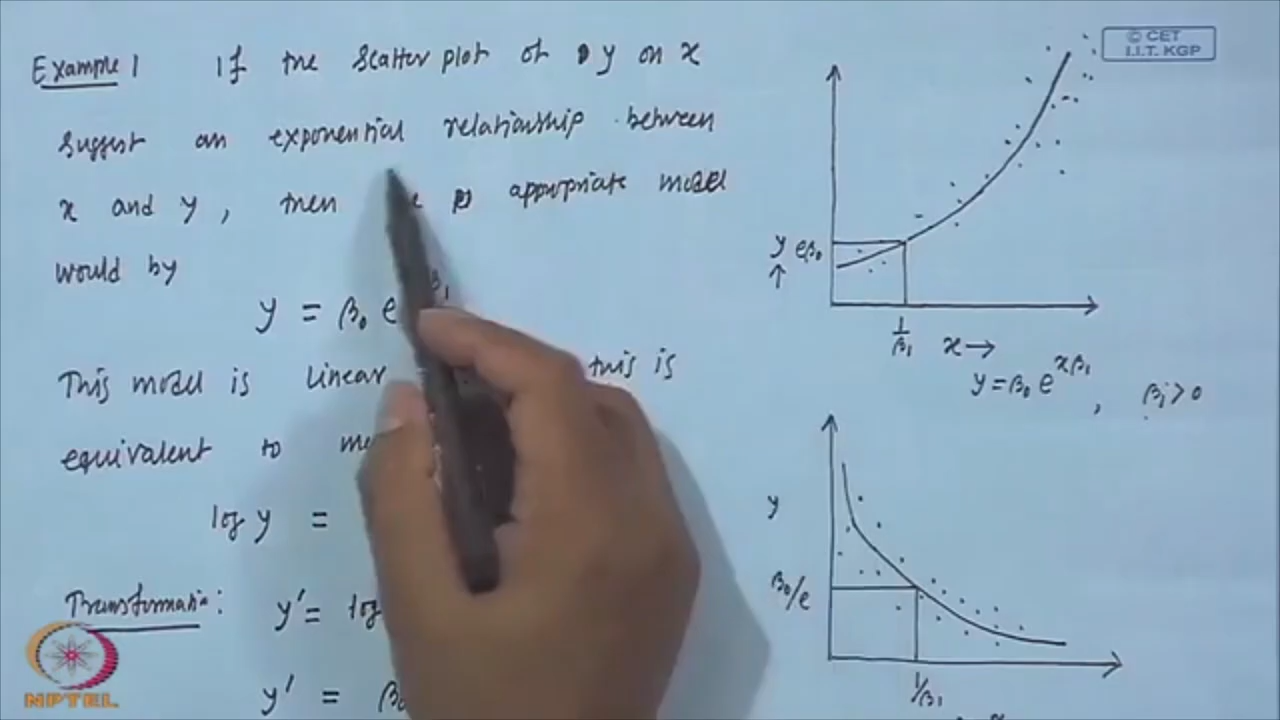 Example 1 If the scatter plot of y on x
suggest an exponential relationship between
x and y, then appropriate model
would by
y = β₀ e
This model is linear this is
equivalent to
log y =
Transformatio:
y' = log
y' =
© CET
I.I.T. KGP
y eβ₀
1/β₁ x →
y = β₀ e^{xβ₁}, β₁ > 0
y
β₀/e
1/β₁
NPTEL